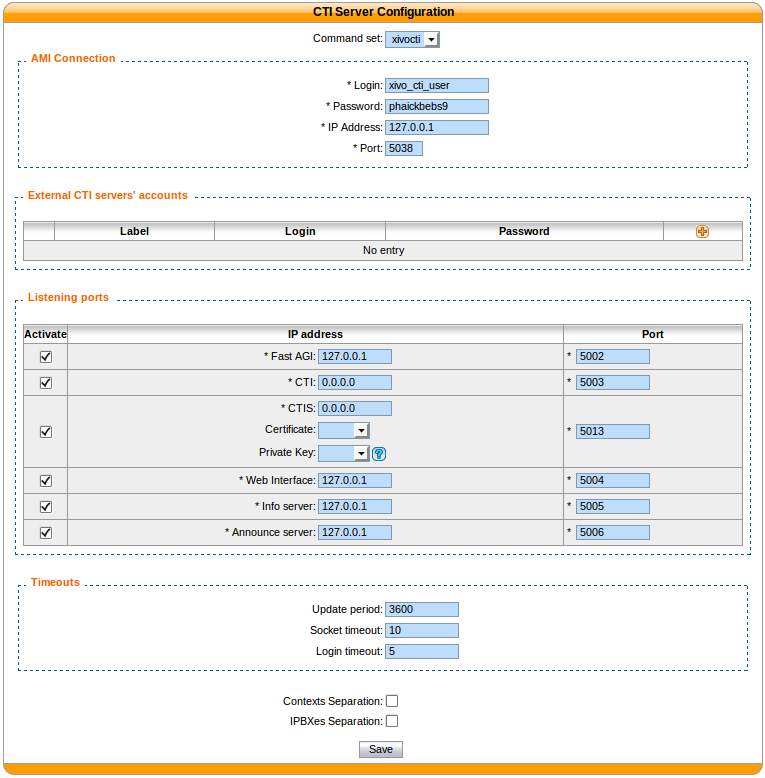 CTI Server Configuration
Command set: xivocti
AMI Connection
* Login: xivo_cti_user
* Password: phaickbebs9
* IP Address: 127.0.0.1
* Port: 5038
External CTI servers' accounts
Label Login Password
No entry
Listening ports
Activate IP address Port
* Fast AGI: 127.0.0.1 * 5002
* CTI: 0.0.0.0 * 5003
* CTIS: 0.0.0.0
Certificate:
* 5013
Private Key: ?
* Web Interface: 127.0.0.1 * 5004
* Info server: 127.0.0.1 * 5005
* Announce server: 127.0.0.1 * 5006
Timeouts
Update period: 3600
Socket timeout: 10
Login timeout: 5
Contexts Separation:
IPBXes Separation:
Save